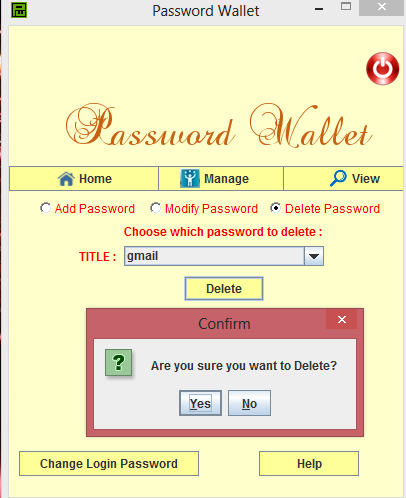 Password Wallet
Password Wallet
Home Manage View
Add Password Modify Password Delete Password
Choose which password to delete :
TITLE : gmail
Delete
Confirm
? Are you sure you want to Delete?
Yes No
Change Login Password Help